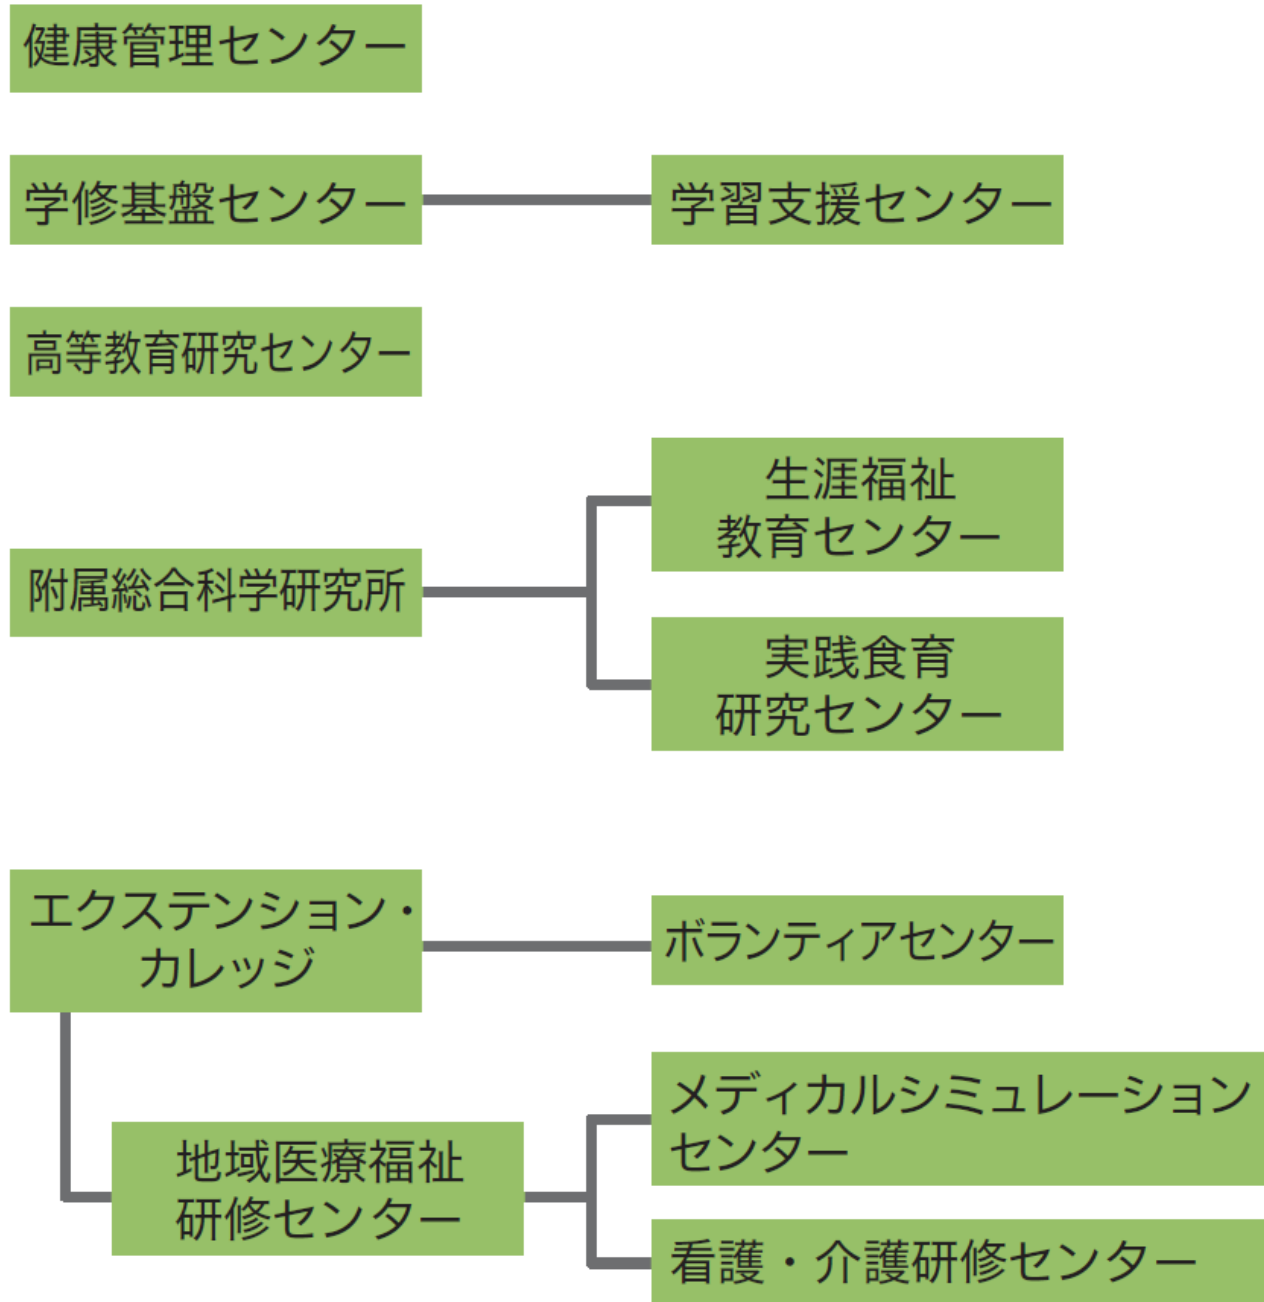 健康管理センター
学修基盤センター
学習支援センター
高等教育研究センター
附属総合科学研究所
生涯福祉
教育センター
実践食育
研究センター
エクステンション・
カレッジ
ボランティアセンター
地域医療福祉
研修センター
メディカルシミュレーション
センター
看護・介護研修センター